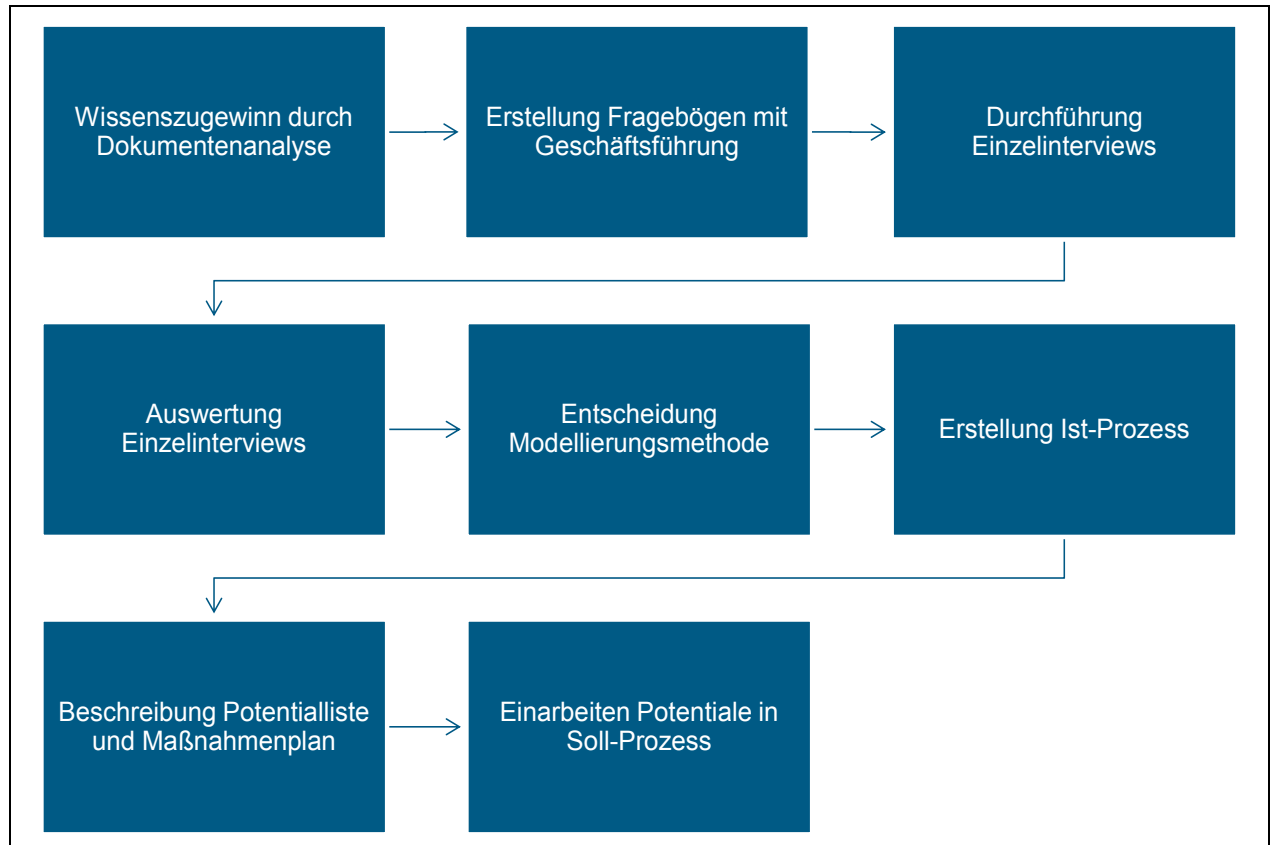 Wissenszugewinn durch
Dokumentenanalyse
Erstellung Fragebögen mit
Geschäftsführung
Durchführung
Einzelinterviews
Auswertung
Einzelinterviews
Entscheidung
Modellierungsmethode
Erstellung Ist-Prozess
Beschreibung Potentialliste
und Maßnahmenplan
Einarbeiten Potentiale in
Soll-Prozess